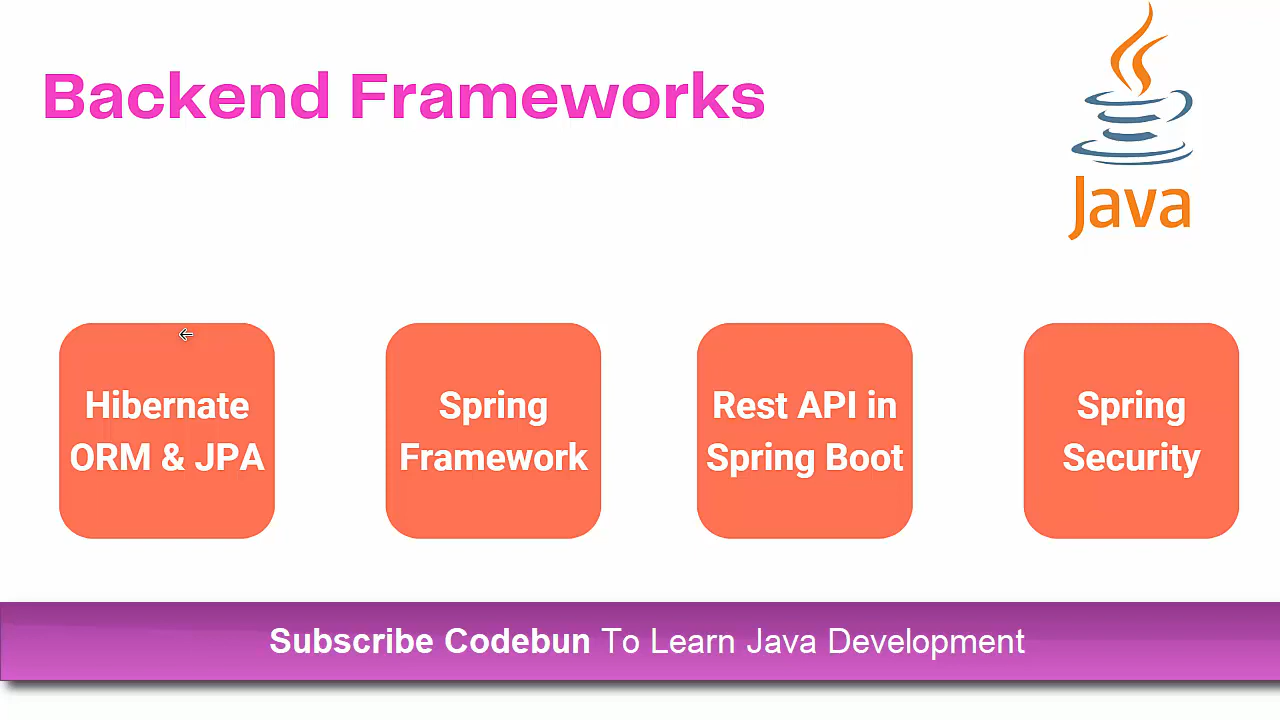 Backend Frameworks
Java
Hibernate
ORM & JPA
Spring
Framework
Rest API in
Spring Boot
Spring
Security
Subscribe Codebun To Learn Java Development